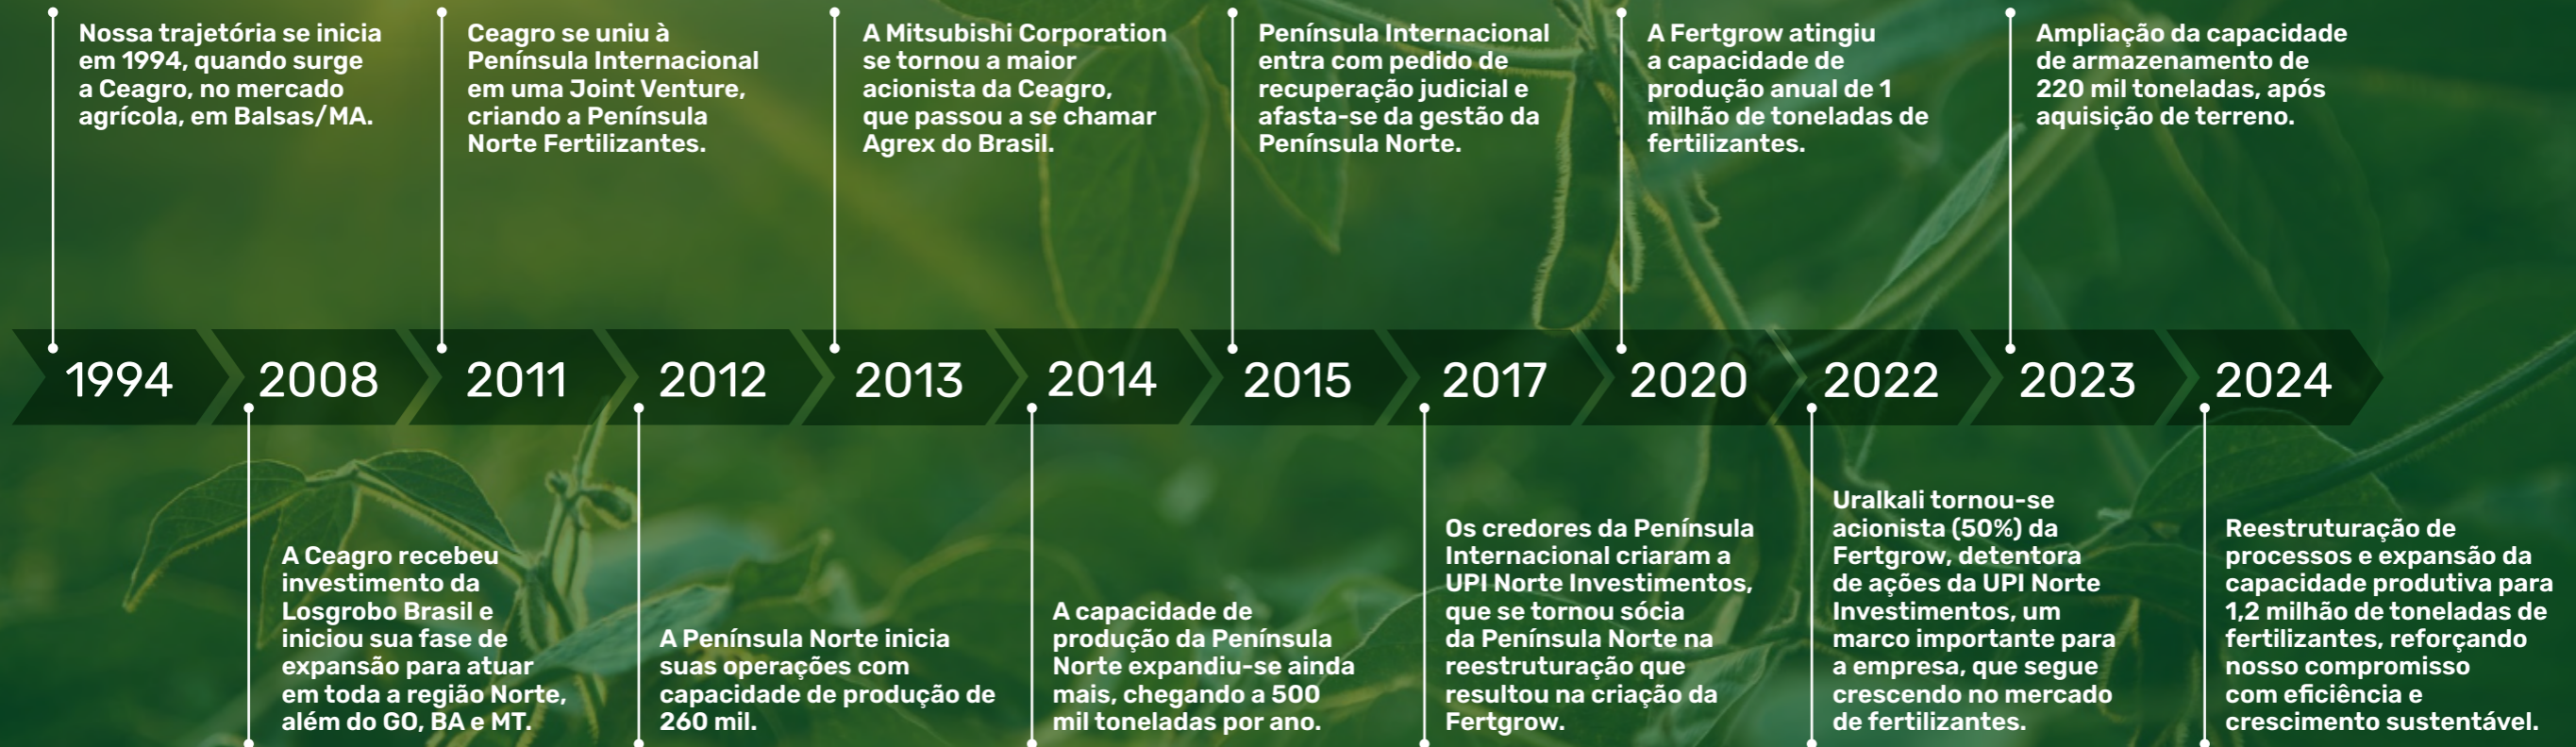 Nossa trajetória se inicia
em 1994, quando surge
a Ceagro, no mercado
agrícola, em Balsas/MA.
Ceagro se uniu à
Península Internacional
em uma Joint Venture,
criando a Península
Norte Fertilizantes.
A Mitsubishi Corporation
se tornou a maior
acionista da Ceagro,
que passou a se chamar
Agrex do Brasil.
Península Internacional
entra com pedido de
recuperação judicial e
afasta-se da gestão da
Península Norte.
A Fertgrow atingiu
a capacidade de
produção anual de 1
milhão de toneladas de
fertilizantes.
Ampliação da capacidade
de armazenamento de
220 mil toneladas, após
aquisição de terreno.
1994 2008 2011 2012 2013 2014 2015 2017 2020 2022 2023 2024
A Ceagro recebeu
investimento da
Losgrobo Brasil e
iniciou sua fase de
expansão para atuar
em toda a região Norte,
além do GO, BA e MT.
A Península Norte inicia
suas operações com
capacidade de produção de
260 mil.
A capacidade de
produção da Península
Norte expandiu-se ainda
mais, chegando a 500
mil toneladas por ano.
Os credores da Península
Internacional criaram a
UPI Norte Investimentos,
que se tornou sócia
da Península Norte na
reestruturação que
resultou na criação da
Fertgrow.
Uralkali tornou-se
acionista (50%) da
Fertgrow, detentora
de ações da UPI Norte
Investimentos, um
marco importante para
a empresa, que segue
crescendo no mercado
de fertilizantes.
Reestruturação de
processos e expansão da
capacidade produtiva para
1,2 milhão de toneladas de
fertilizantes, reforçando
nosso compromisso
com eficiência e
crescimento sustentável.